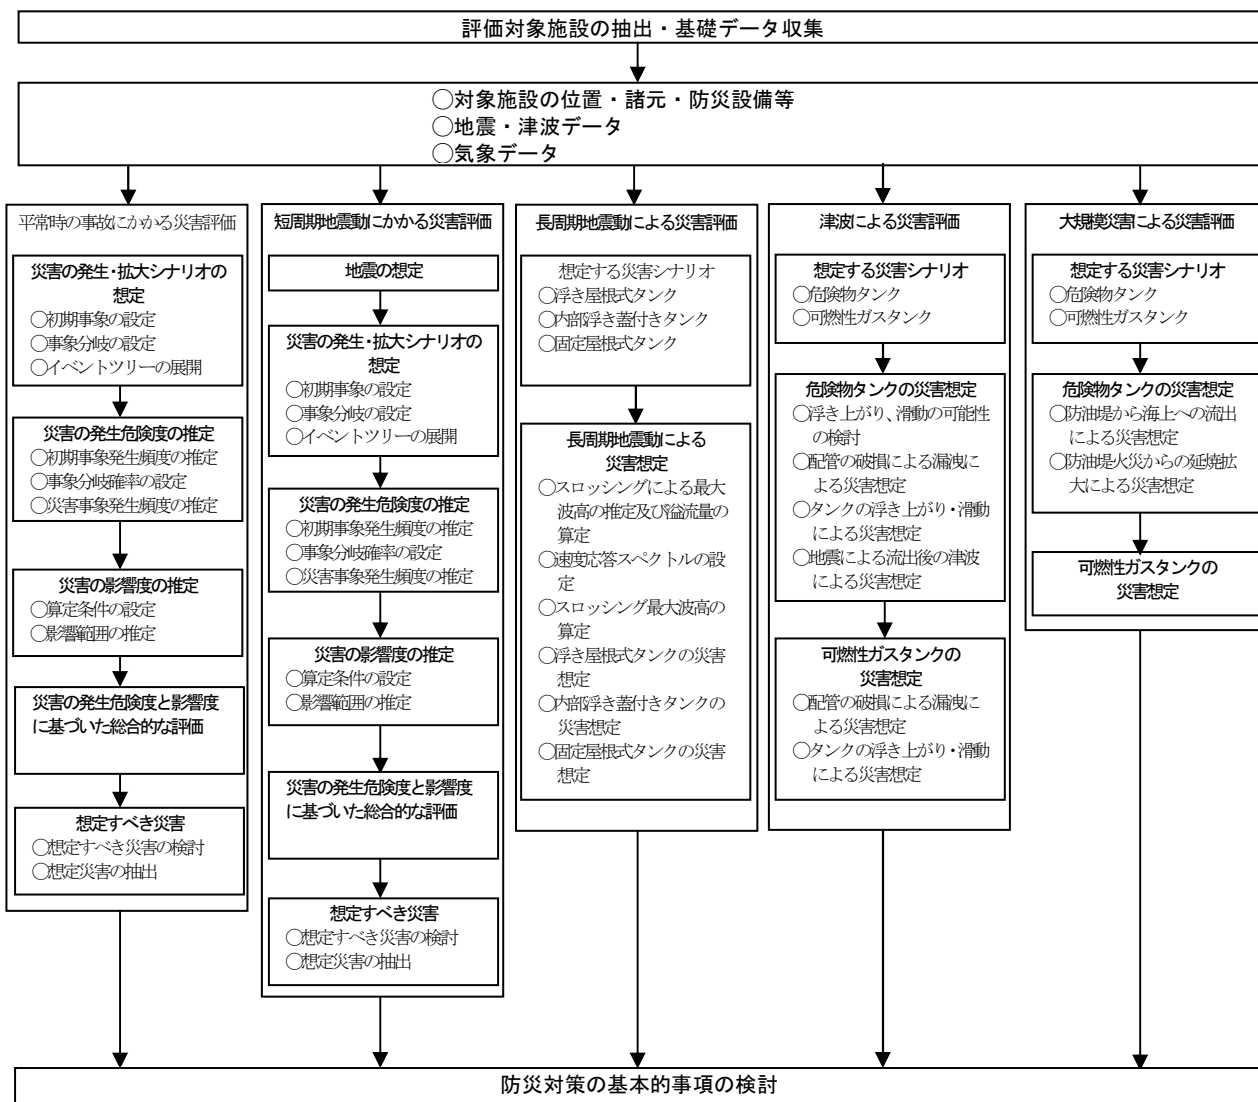 評価対象施設の抽出・基礎データ収集
○対象施設の位置・諸元・防災設備等
○地震・津波データ
○気象データ
平常時の事故にかかる災害評価
災害の発生・拡大シナリオの
想定
○初期事象の設定
○事象分岐の設定
○イベントツリーの展開
災害の発生危険度の推定
○初期事象発生頻度の推定
○事象分岐確率の設定
○災害事象発生頻度の推定
災害の影響度の推定
○算定条件の設定
○影響範囲の推定
災害の発生危険度と影響度
に基づいた総合的な評価
想定すべき災害
○想定すべき災害の検討
○想定災害の抽出
短周期地震動にかかる災害評価
地震の想定
災害の発生・拡大シナリオの
想定
○初期事象の設定
○事象分岐の設定
○イベントツリーの展開
災害の発生危険度の推定
○初期事象発生頻度の推定
○事象分岐確率の設定
○災害事象発生頻度の推定
災害の影響度の推定
○算定条件の設定
○影響範囲の推定
災害の発生危険度と影響度
に基づいた総合的な評価
想定すべき災害
○想定すべき災害の検討
○想定災害の抽出
長周期地震動による災害評価
想定する災害シナリオ
○浮き屋根式タンク
○内部浮き蓋付きタンク
○固定屋根式タンク
長周期地震動による
災害想定
○スロッシングによる最大
波高の推定及び溢流量の
算定
○速度応答スペクトルの設
定
○スロッシング最大波高の
算定
○浮き屋根式タンクの災害
想定
○内部浮き蓋付きタンクの
災害想定
○固定屋根式タンクの災害
想定
津波による災害評価
想定する災害シナリオ
○危険物タンク
○可燃性ガスタンク
危険物タンクの災害想定
○浮き上がり、滑動の可能性
の検討
○配管の破損による漏洩に
よる災害想定
○タンクの浮き上がり・滑動
による災害想定
○地震による流出後の津波
による災害想定
可燃性ガスタンクの
災害想定
○配管の破損による漏洩に
よる災害想定
○タンクの浮き上がり・滑動
による災害想定
大規模災害による災害評価
想定する災害シナリオ
○危険物タンク
○可燃性ガスタンク
危険物タンクの災害想定
○防油堤から海上への流出
による災害想定
○防油堤火災からの延焼拡
大による災害想定
可燃性ガスタンクの
災害想定
防災対策の基本的事項の検討